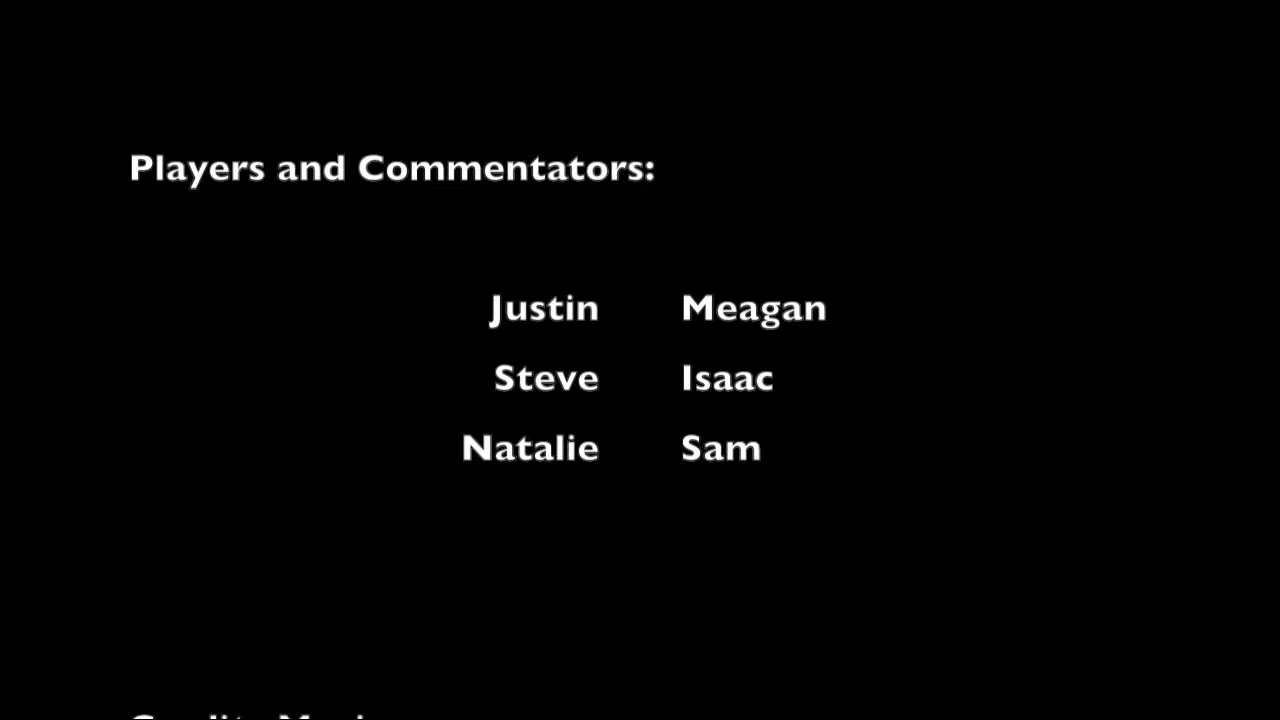 Players and Commentators:
Justin Meagan
Steve Isaac
Natalie Sam